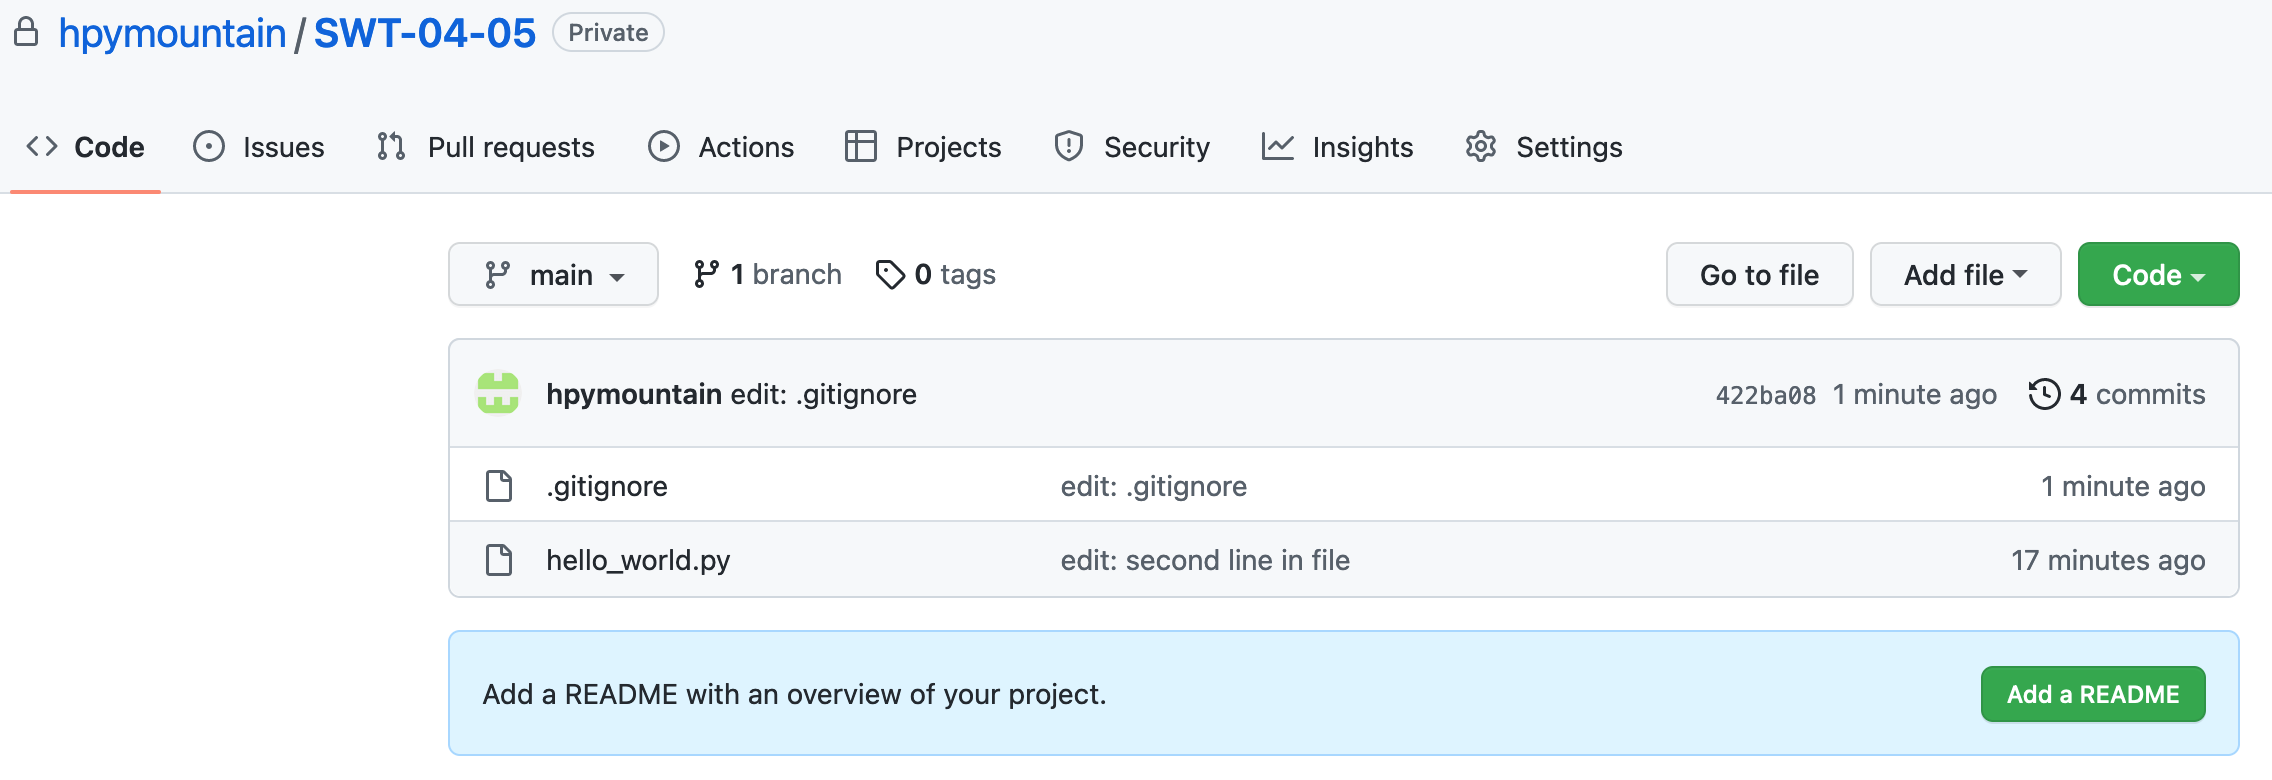 hpymountain / SWT-04-05 Private
Code Issues Pull requests Actions Projects Security Insights Settings
main 1 branch 0 tags Go to file Add file Code
hpymountain edit: .gitignore 422ba08 1 minute ago 4 commits
.gitignore edit: .gitignore 1 minute ago
hello_world.py edit: second line in file 17 minutes ago
Add a README with an overview of your project. Add a README